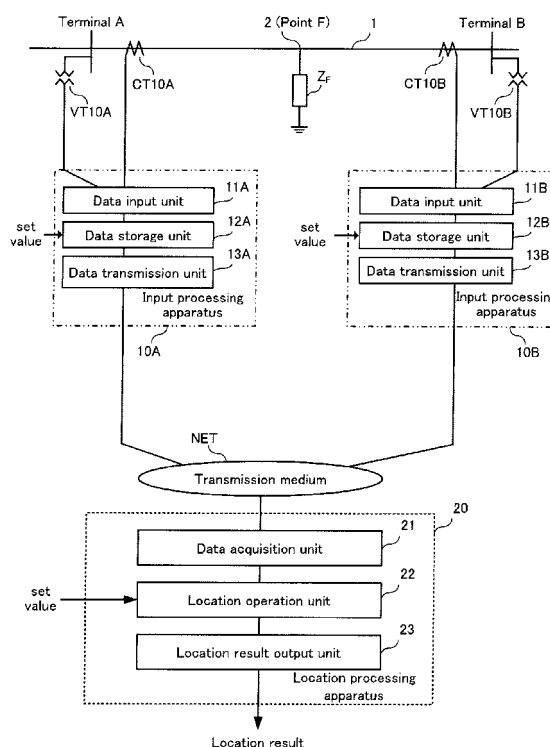 Terminal A
2 (Point F)
1
Terminal B
VT10A
CT10A
ZF
CT10B
VT10B
11A
Data input unit
12A
set value
Data storage unit
13A
Data transmission unit
Input processing apparatus
10A
11B
Data input unit
12B
set value
Data storage unit
13B
Data transmission unit
Input processing apparatus
10B
NET
Transmission medium
20
21
Data acquisition unit
22
set value
Location operation unit
23
Location result output unit
Location processing apparatus
Location result